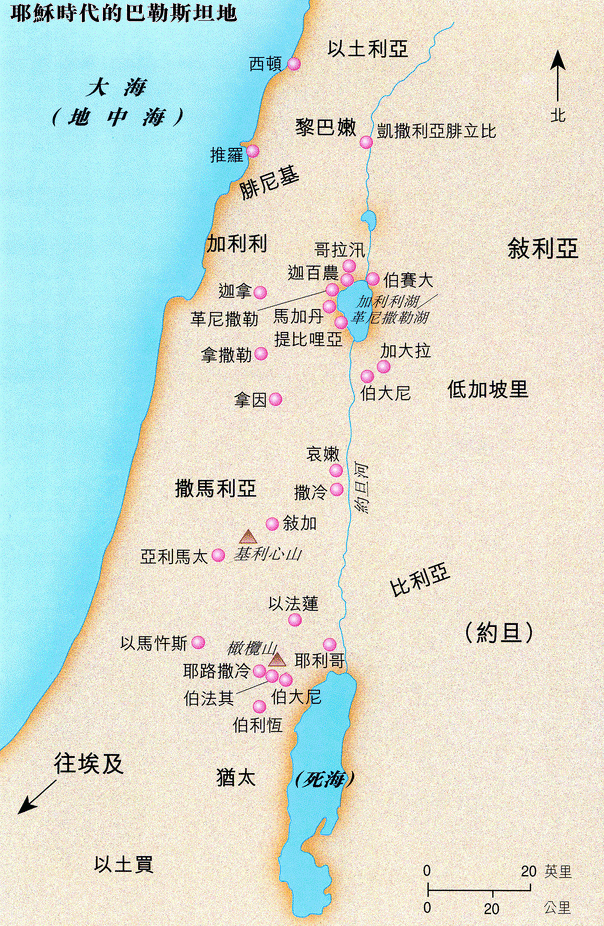 耶穌時代的巴勒斯坦地
以土利亞
西頓
大海
(地中海)
北
黎巴嫩
凱撒利亞腓立比
推羅
腓尼基
加利利
敍利亞
哥拉汛
迦百農
伯賽大
迦拿
加利利湖/
革尼撒勒湖
革尼撒勒
馬加丹
提比哩亞
拿撒勒
加大拉
伯大尼
低加坡里
拿因
哀嫩
約旦河
撒馬利亞
撒冷
敍加
亞利馬太
基利心山
比利亞
以法蓮
(約旦)
以馬忤斯
橄欖山
耶利哥
耶路撒冷
伯法其
伯大尼
伯利恆
往埃及
猶太
(死海)
以土買
0 20 英里
0 20 公里